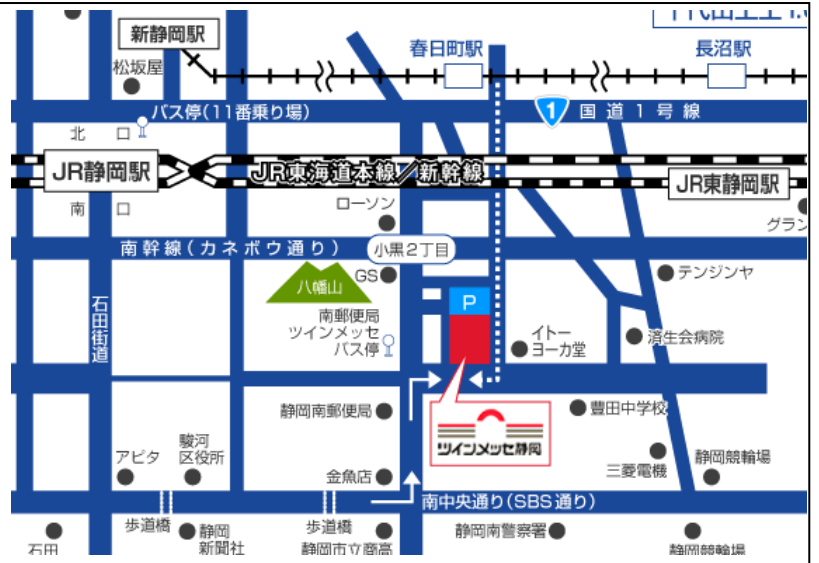 新静岡駅
春日町駅
長沼駅
松坂屋
バス停(11番乗り場)
1
国道1号線
北口
JR静岡駅
JR東海道本線/新幹線
JR東静岡駅
南口
ローソン
グラン
南幹線(カネボウ通り)
小黒2丁目
GS
テンジンヤ
八幡山
P
石田街道
南郵便局
ツインメッセ
バス停
イトー
ヨーカ堂
済生会病院
静岡南郵便局
豊田中学校
ツインメッセ静岡
アピタ
駿河
区役所
金魚店
三菱電機
静岡競輪場
南中央通り(SBS通り)
歩道橋
静岡
新聞社
歩道橋
静岡市立商高
静岡南警察署
石田
静岡競輪場